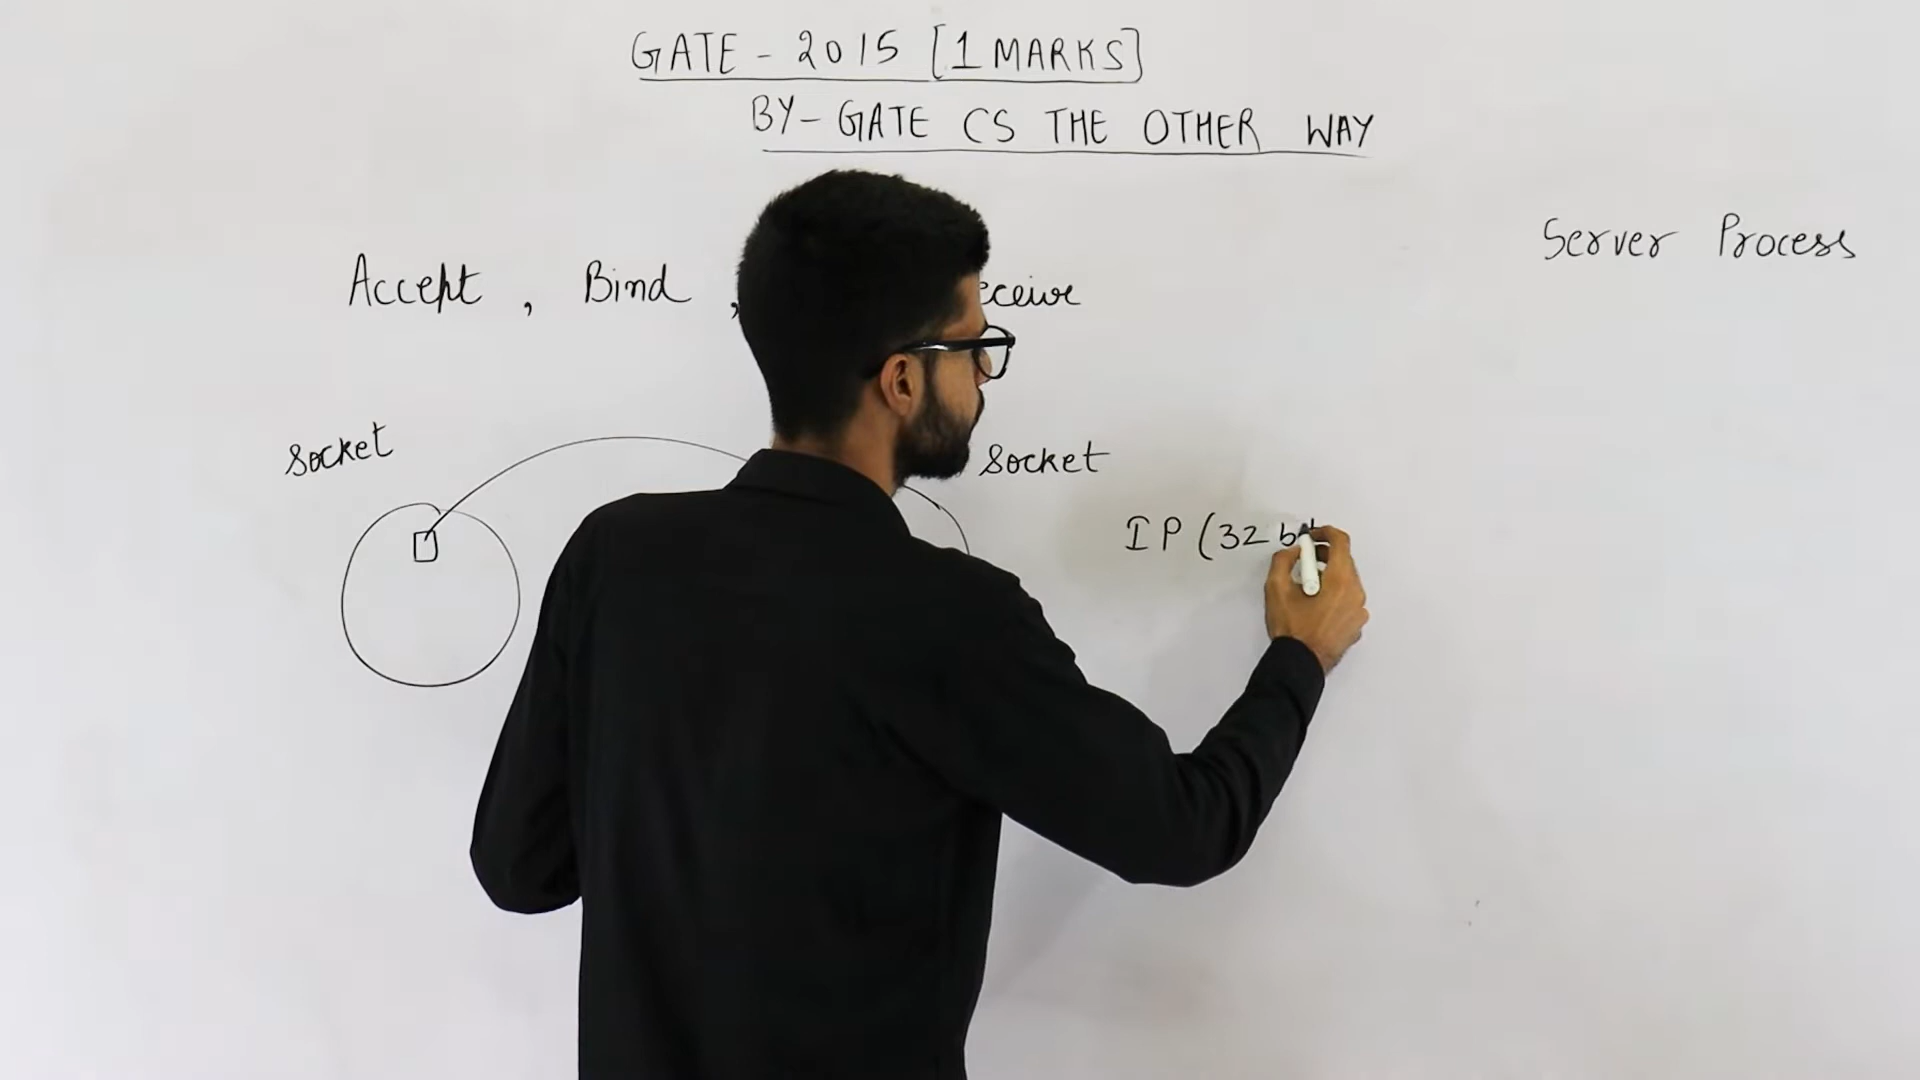 GATE - 2015 [1 MARKS]
BY - GATE CS THE OTHER WAY
Server Process
Accept , Bind ,
Socket
Socket
IP (32